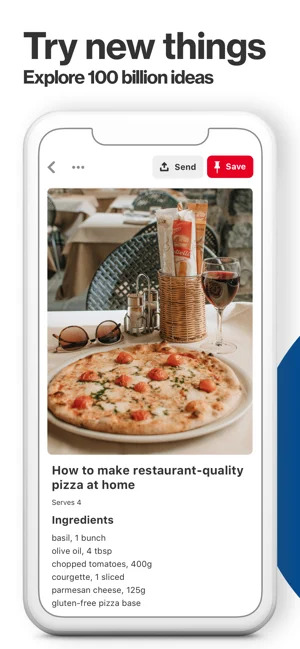 Try new things
Explore 100 billion ideas
Send
Save
How to make restaurant-quality
pizza at home
Serves 4
Ingredients
basil, 1 bunch
olive oil, 4 tbsp
chopped tomatoes, 400g
courgette, 1 sliced
parmesan cheese, 125g
gluten-free pizza base